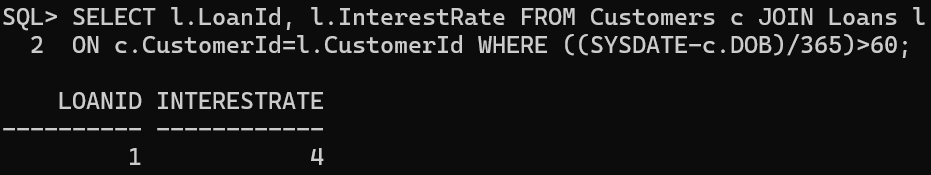 SQL> SELECT l.LoanId, l.InterestRate FROM Customers c JOIN Loans l
  2  ON c.CustomerId=l.CustomerId WHERE ((SYSDATE-c.DOB)/365)>60;

    LOANID INTERESTRATE
---------- ------------
         1            4